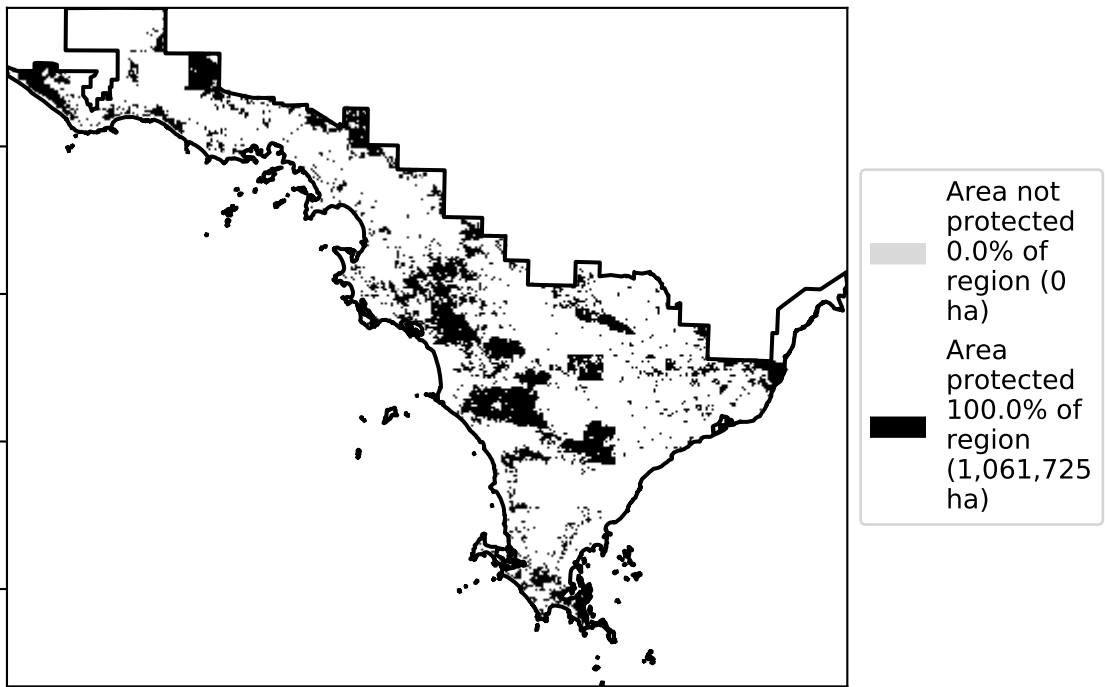 Area not
protected
0.0% of
region (0
ha)
Area
protected
100.0% of
region
(1,061,725
ha)